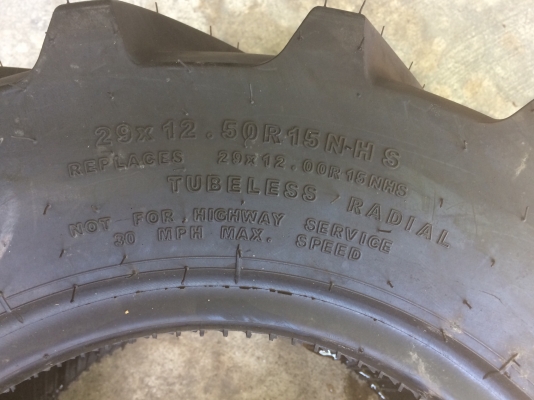 29x12.50R15N-HS
REPLACES 29x12.00R15NHS
TUBELESS RADIAL
NOT FOR HIGHWAY SERVICE
30 MPH MAX. SPEED